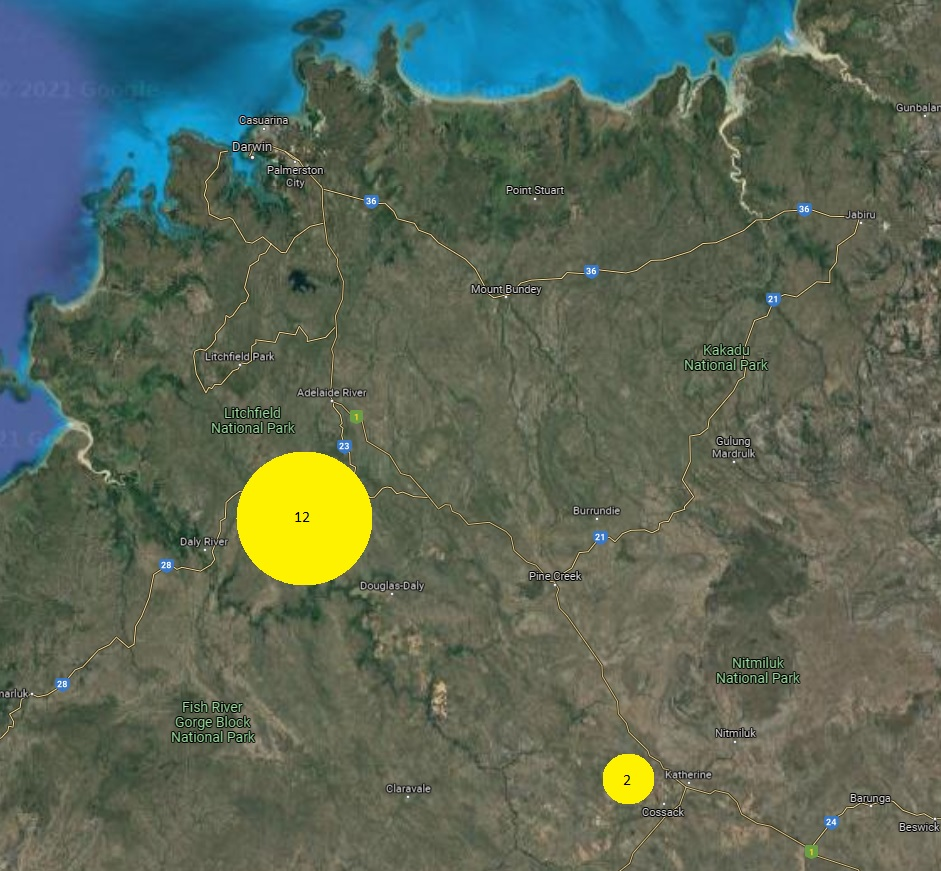 © 2021 Google
Casuarina
Darwin
Palmerston
City
Gunbalan
Point Stuart
36
36
Jabiru
36
Mount Bundey
21
Kakadu
National Park
Litchfield Park
Adelaide River
1
Litchfield
National Park
23
Gulung
Mardrulk
12
Burrundie
21
Daly River
28
Pine Creek
Douglas-Daly
28
narluk
Nitmiluk
National Park
Fish River
Gorge Block
National Park
Nitmiluk
2
Katherine
Claravale
Cossack
Barunga
24
Beswick
1